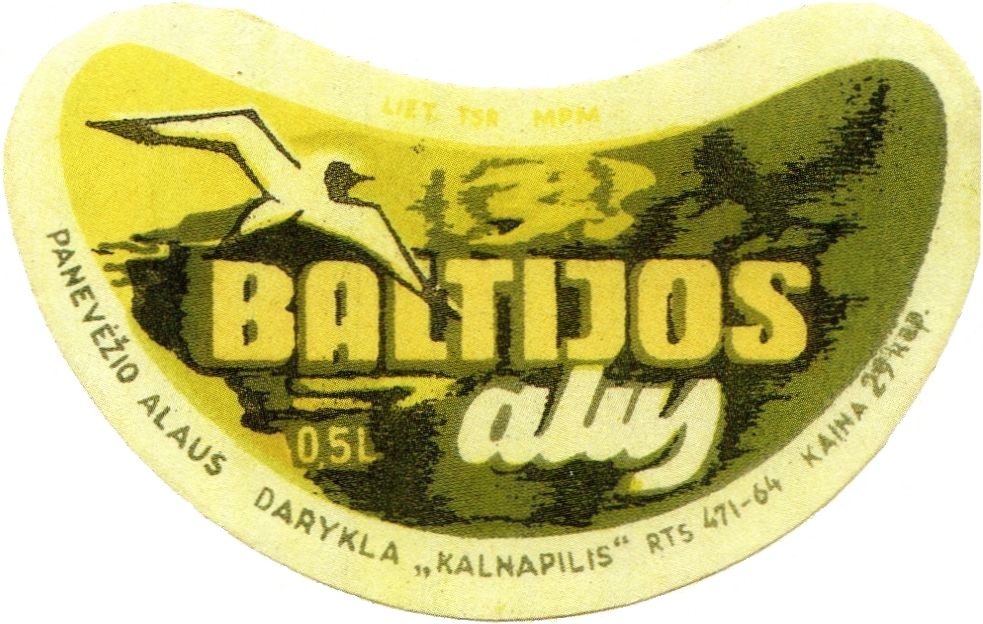 LIET. TSR MPM
BALTIJOS
alus
0,5L
PANEVĖŽIO ALAUS DARYKLA „KALNAPILIS“ RTS 471-64 KAINA 29 kap.